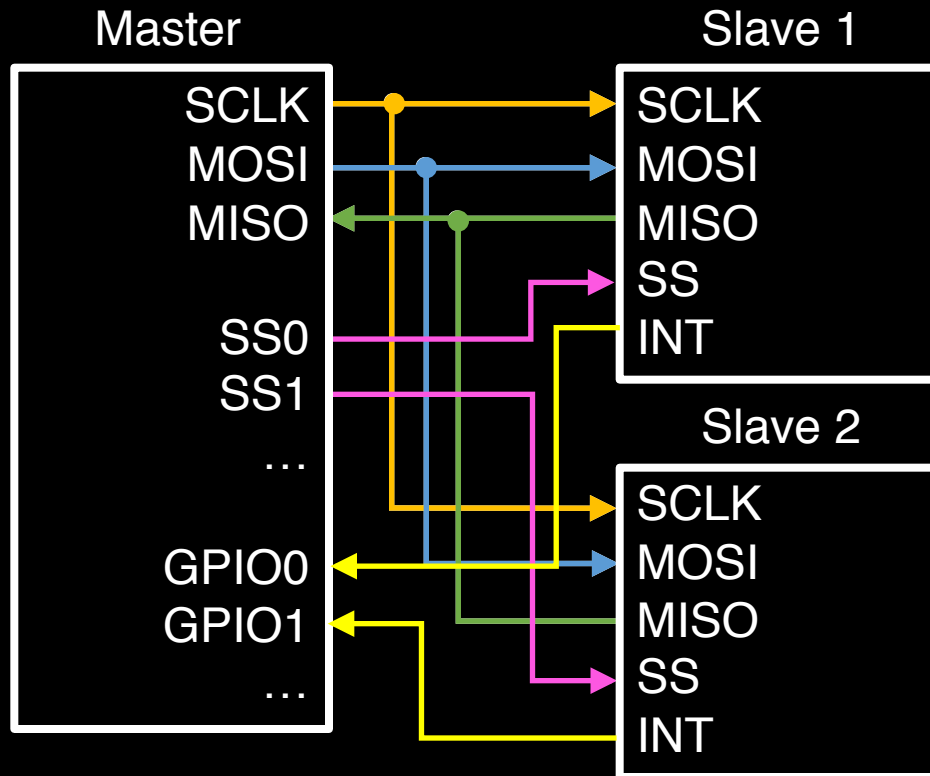 Master
SCLK
MOSI
MISO
SS0
SS1
...
GPIO0
GPIO1
...
Slave 1
SCLK
MOSI
MISO
SS
INT
Slave 2
SCLK
MOSI
MISO
SS
INT